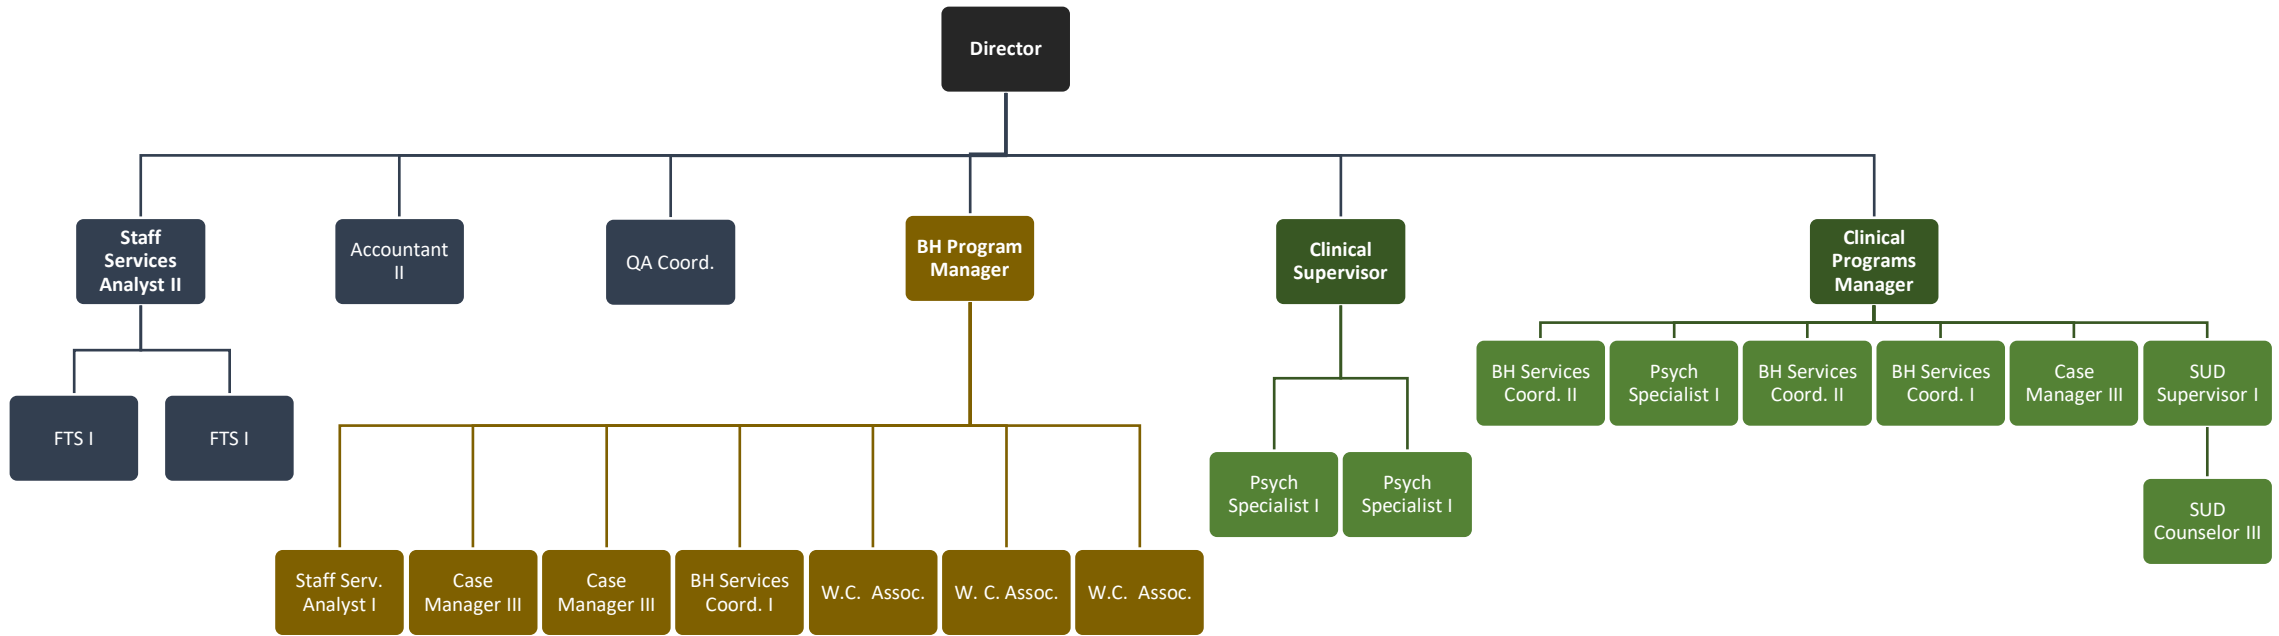 Director
Staff
Services
Analyst II
Accountant
II
QA Coord.
BH Program
Manager
Clinical
Supervisor
Clinical
Programs
Manager
FTS I
FTS I
BH Services
Coord. II
Psych
Specialist I
BH Services
Coord. II
BH Services
Coord. I
Case
Manager III
SUD
Supervisor I
Psych
Specialist I
Psych
Specialist I
SUD
Counselor III
Staff Serv.
Analyst I
Case
Manager III
Case
Manager III
BH Services
Coord. I
W.C.  Assoc.
W. C. Assoc.
W.C.  Assoc.